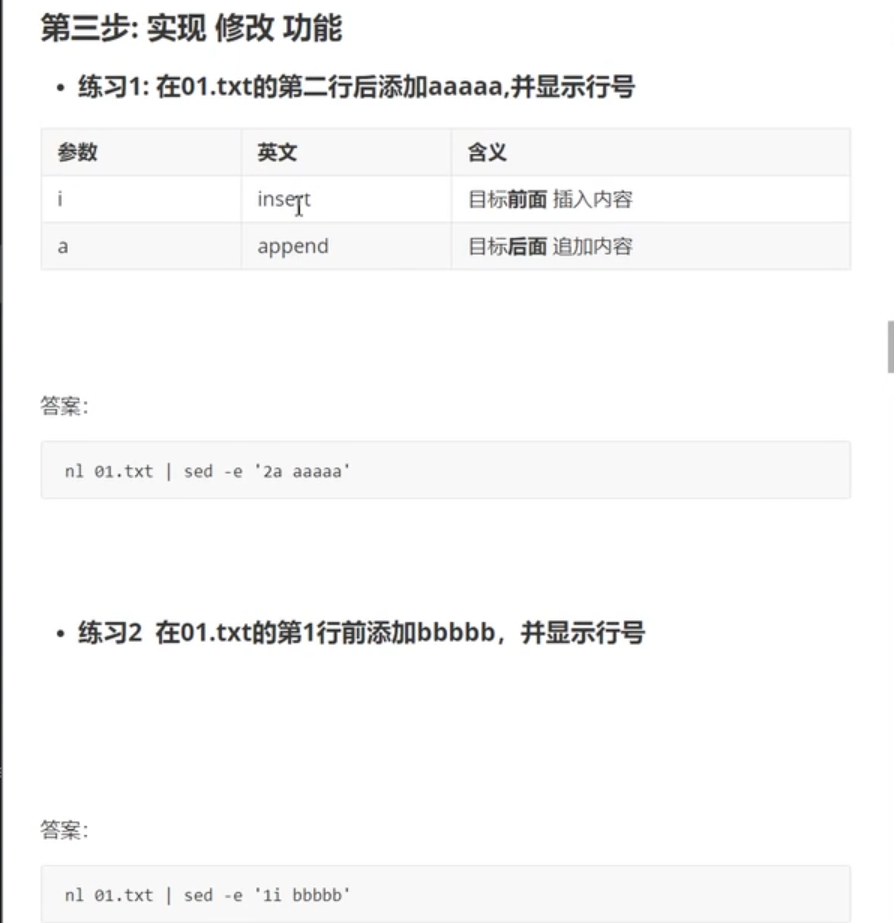 第三步: 实现 修改 功能
• 练习1: 在01.txt的第二行后添加aaaaa,并显示行号
参数 英文 含义
i insert 目标前面 插入内容
a append 目标后面 追加内容
答案：
nl 01.txt | sed -e '2a aaaaa'
• 练习2 在01.txt的第1行前添加bbbbb，并显示行号
答案：
nl 01.txt | sed -e '1i bbbbb'